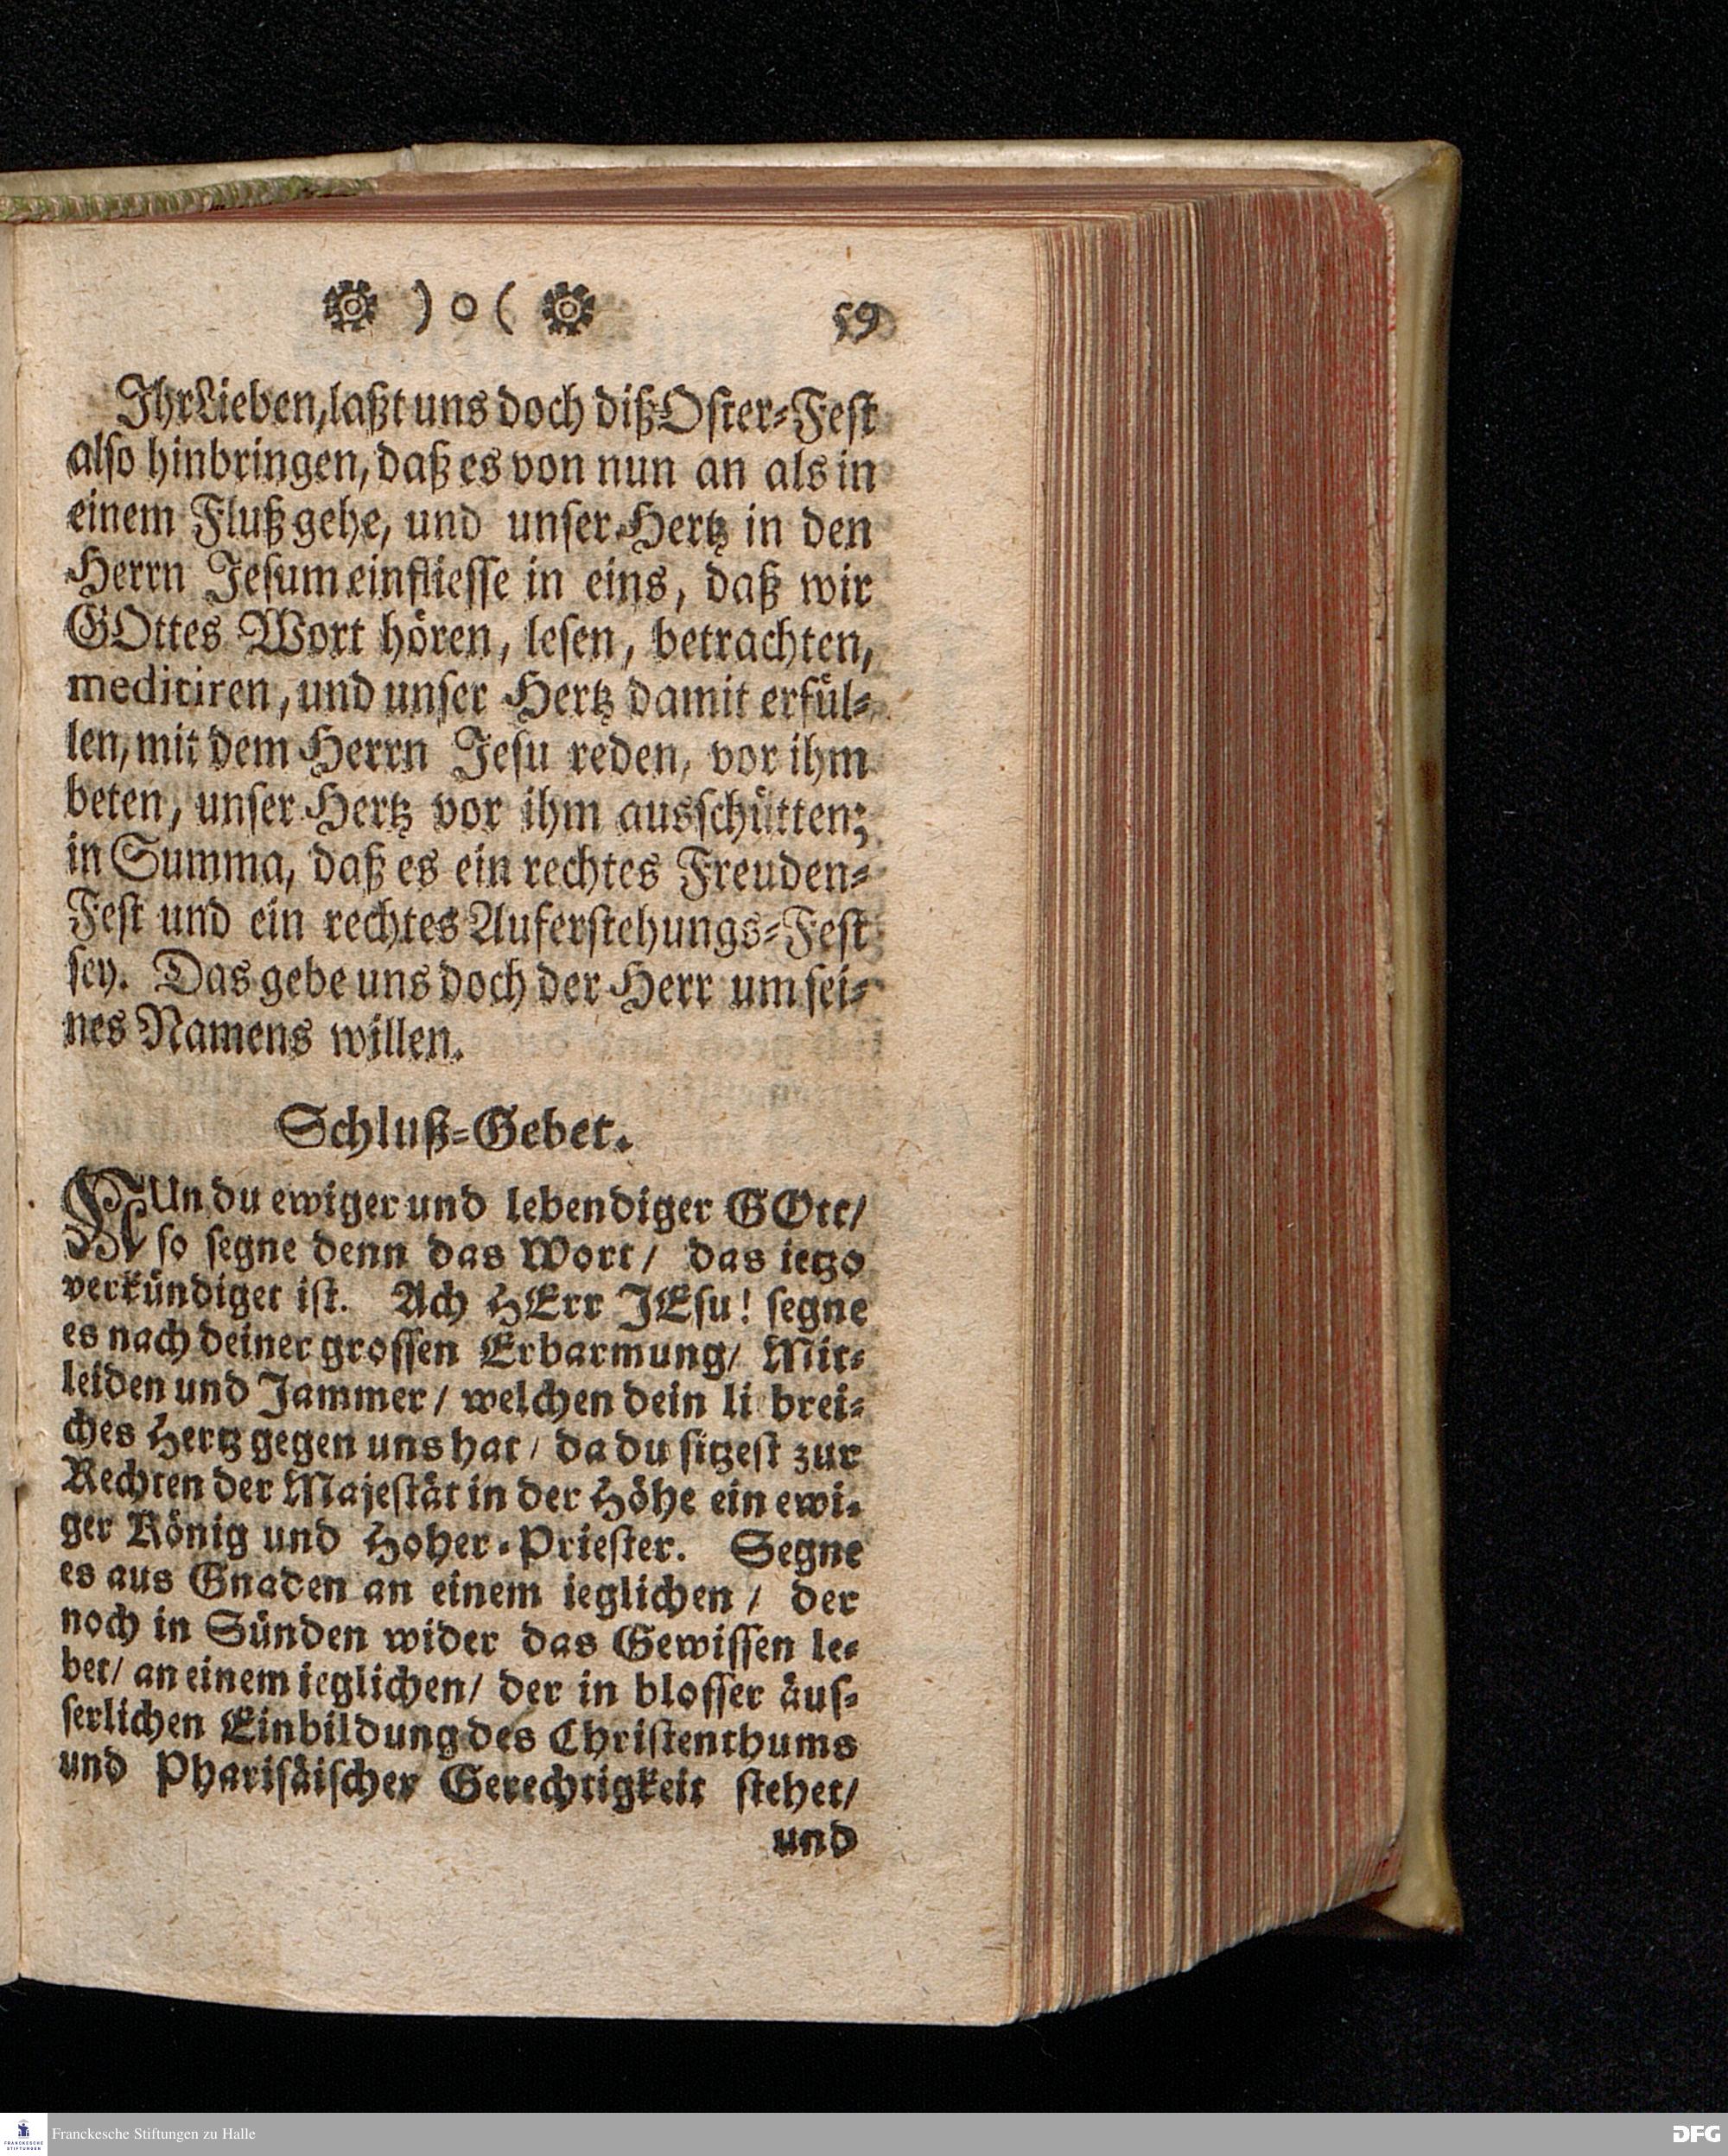 ) o ( 59
Ihr Lieben, laßt uns doch diß Oster-Fest
also hinbringen, daß es von nun an als in
einem Fluß gehe, und unser Hertz in den
Herrn Jesum einfliesse in eins, daß wir
GOttes Wort hören, lesen, betrachten,
meditiren, und unser Hertz damit erfül-
len, mit dem Herrn Jesu reden, vor ihm
beten, unser Hertz vor ihm ausschütten;
in Summa, daß es ein rechtes Freuden-
Fest und ein rechtes Auferstehungs-Fest
sey. Das gebe uns doch der Herr um sei-
nes Namens willen.
Schluß-Gebet.
NUn du ewiger und lebendiger GOtt/
so segne denn das Wort/ das ietzo
verkündiget ist. Ach HErr JEsu! segne
es nach deiner grossen Erbarmung/ Mit-
leiden und Jammer/ welchen dein li brei-
ches Hertz gegen uns hat/ da du sitzest zur
Rechten der Majestät in der Höhe ein ewi-
ger König und Hoher-Priester. Segne
es aus Gnaden an einem ieglichen/ der
noch in Sünden wider das Gewissen le-
bet/ an einem ieglichen/ der in blosser äus-
serlichen Einbildung des Christenthums
und Pharisäischer Gerechtigkeit stehet/
und
FRANCKESCHE STIFTUNGEN
Franckesche Stiftungen zu Halle
DFG